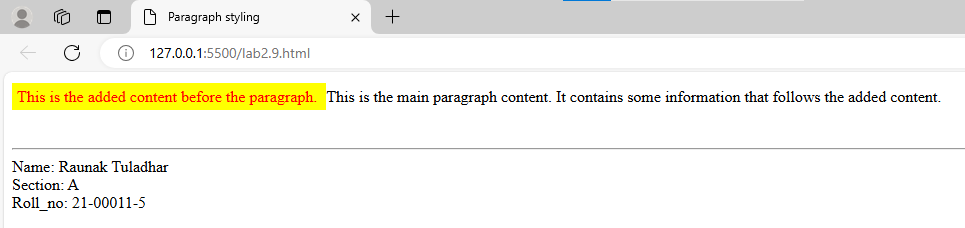 Paragraph styling
127.0.0.1:5500/lab2.9.html
This is the added content before the paragraph. This is the main paragraph content. It contains some information that follows the added content.
Name: Raunak Tuladhar
Section: A
Roll_no: 21-00011-5